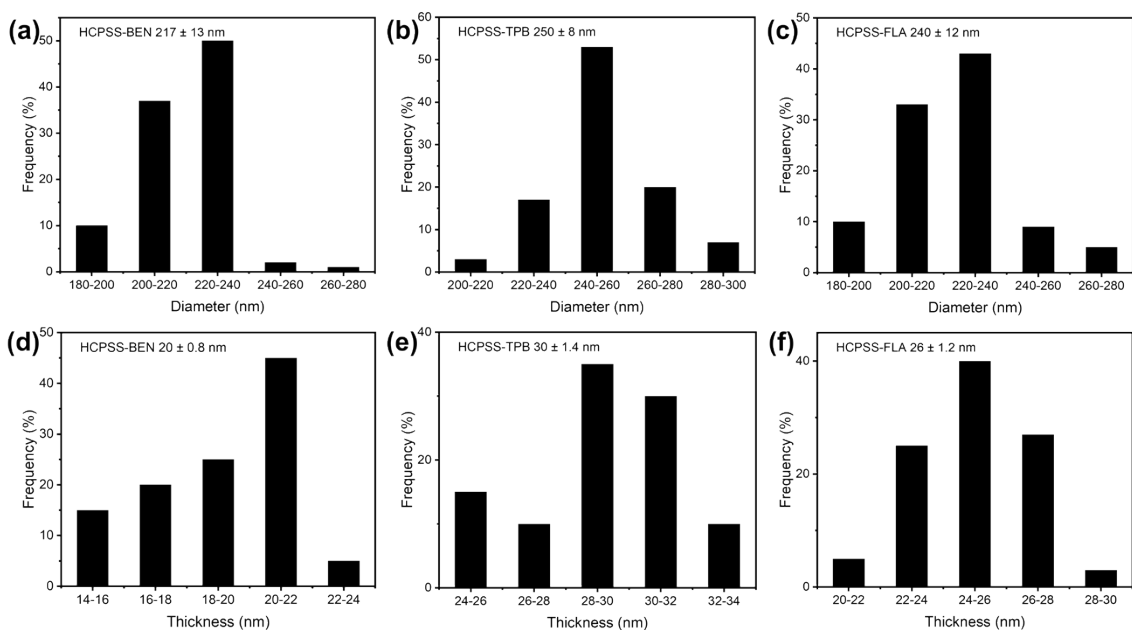 (a)
HCPSS-BEN 217 ± 13 nm
Frequency (%)
50
40
30
20
10
0
180-200 200-220 220-240 240-260 260-280
Diameter (nm)
(b)
HCPSS-TPB 250 ± 8 nm
Frequency (%)
60
50
40
30
20
10
0
200-220 220-240 240-260 260-280 280-300
Diameter (nm)
(c)
HCPSS-FLA 240 ± 12 nm
Frequency (%)
50
40
30
20
10
0
180-200 200-220 220-240 240-260 260-280
Diameter (nm)
(d)
HCPSS-BEN 20 ± 0.8 nm
Frequency (%)
50
40
30
20
10
0
14-16 16-18 18-20 20-22 22-24
Thickness (nm)
(e)
HCPSS-TPB 30 ± 1.4 nm
Frequency (%)
40
20
0
24-26 26-28 28-30 30-32 32-34
Thickness (nm)
(f)
HCPSS-FLA 26 ± 1.2 nm
Frequency (%)
40
20
0
20-22 22-24 24-26 26-28 28-30
Thickness (nm)